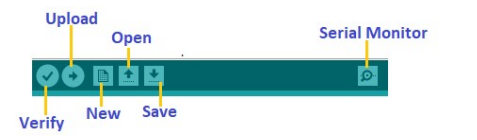 Upload
Open
Serial Monitor
Verify
New
Save